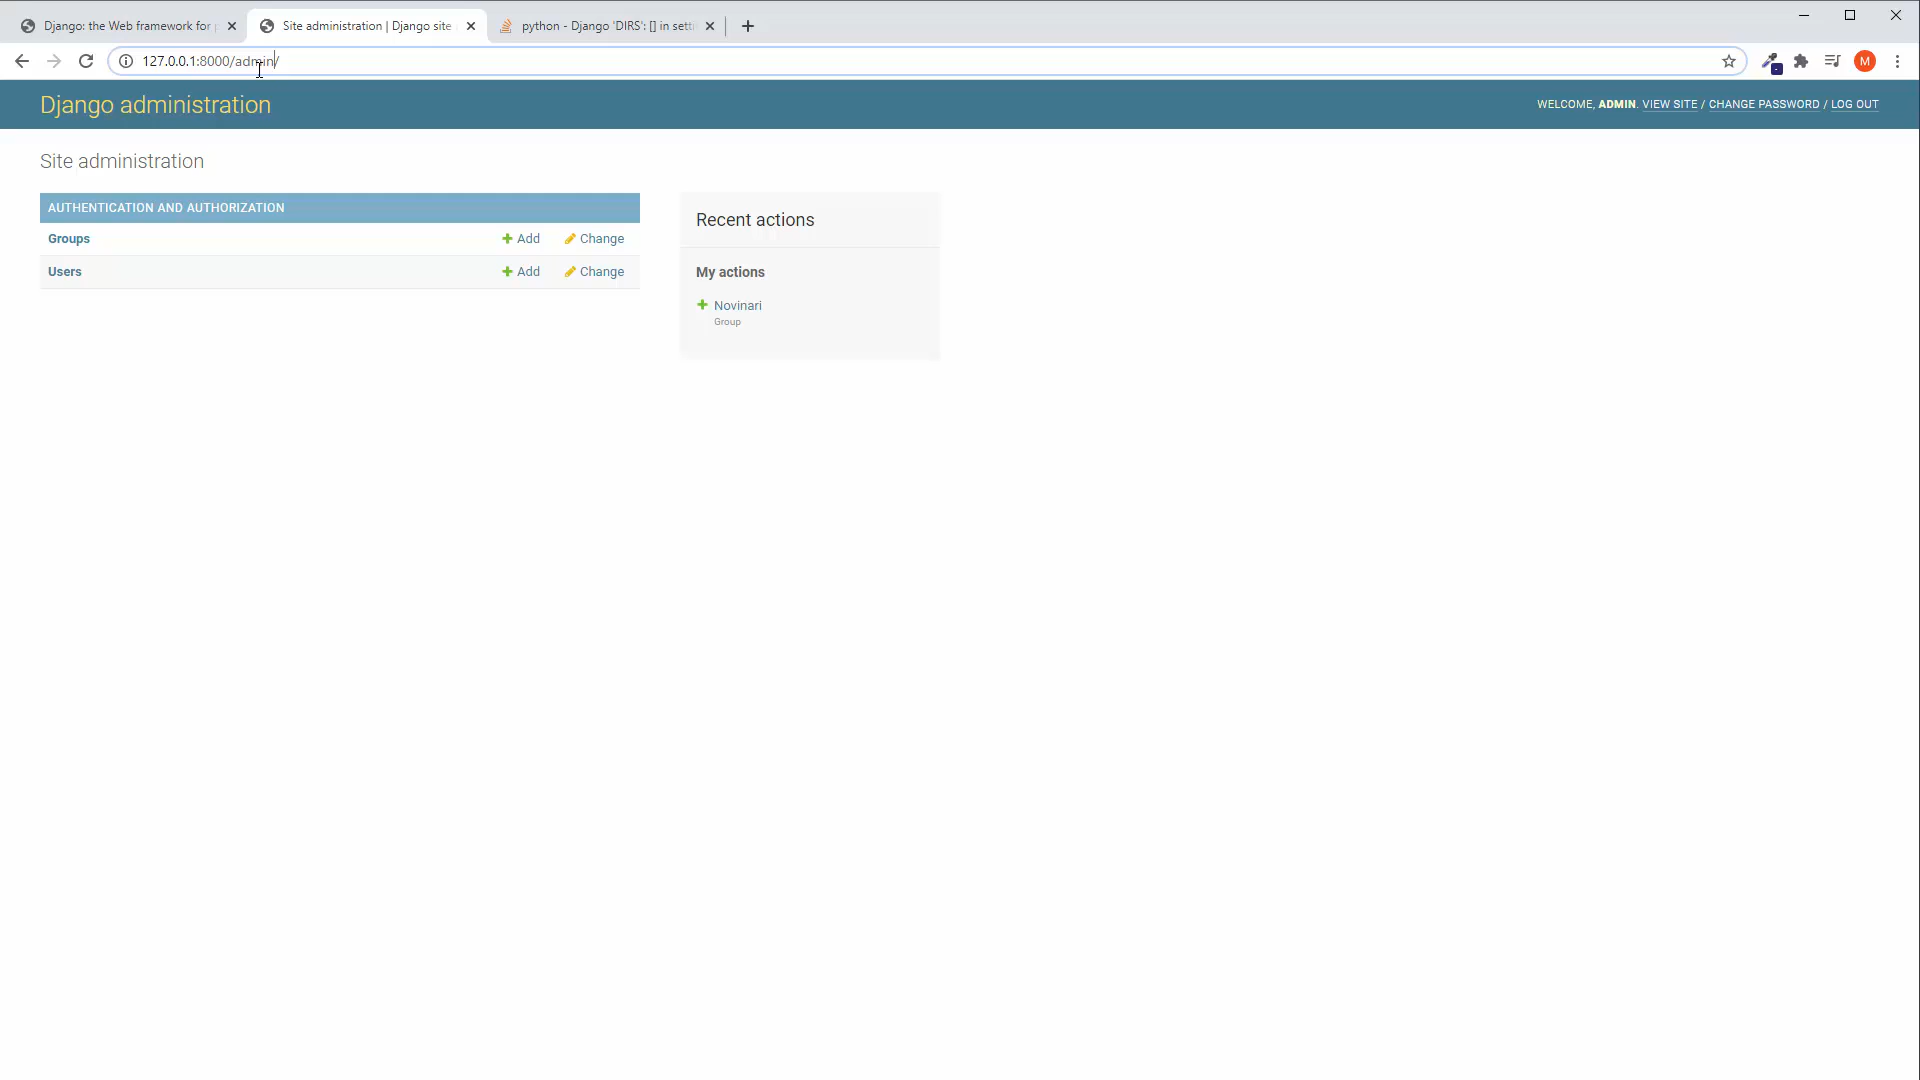 Django: the Web framework for
Site administration | Django site
python - Django 'DIRS': [] in setti
127.0.0.1:8000/admin/
M
Django administration
WELCOME, ADMIN. VIEW SITE / CHANGE PASSWORD / LOG OUT
Site administration
AUTHENTICATION AND AUTHORIZATION
Groups Add Change
Users Add Change
Recent actions
My actions
Novinari
Group